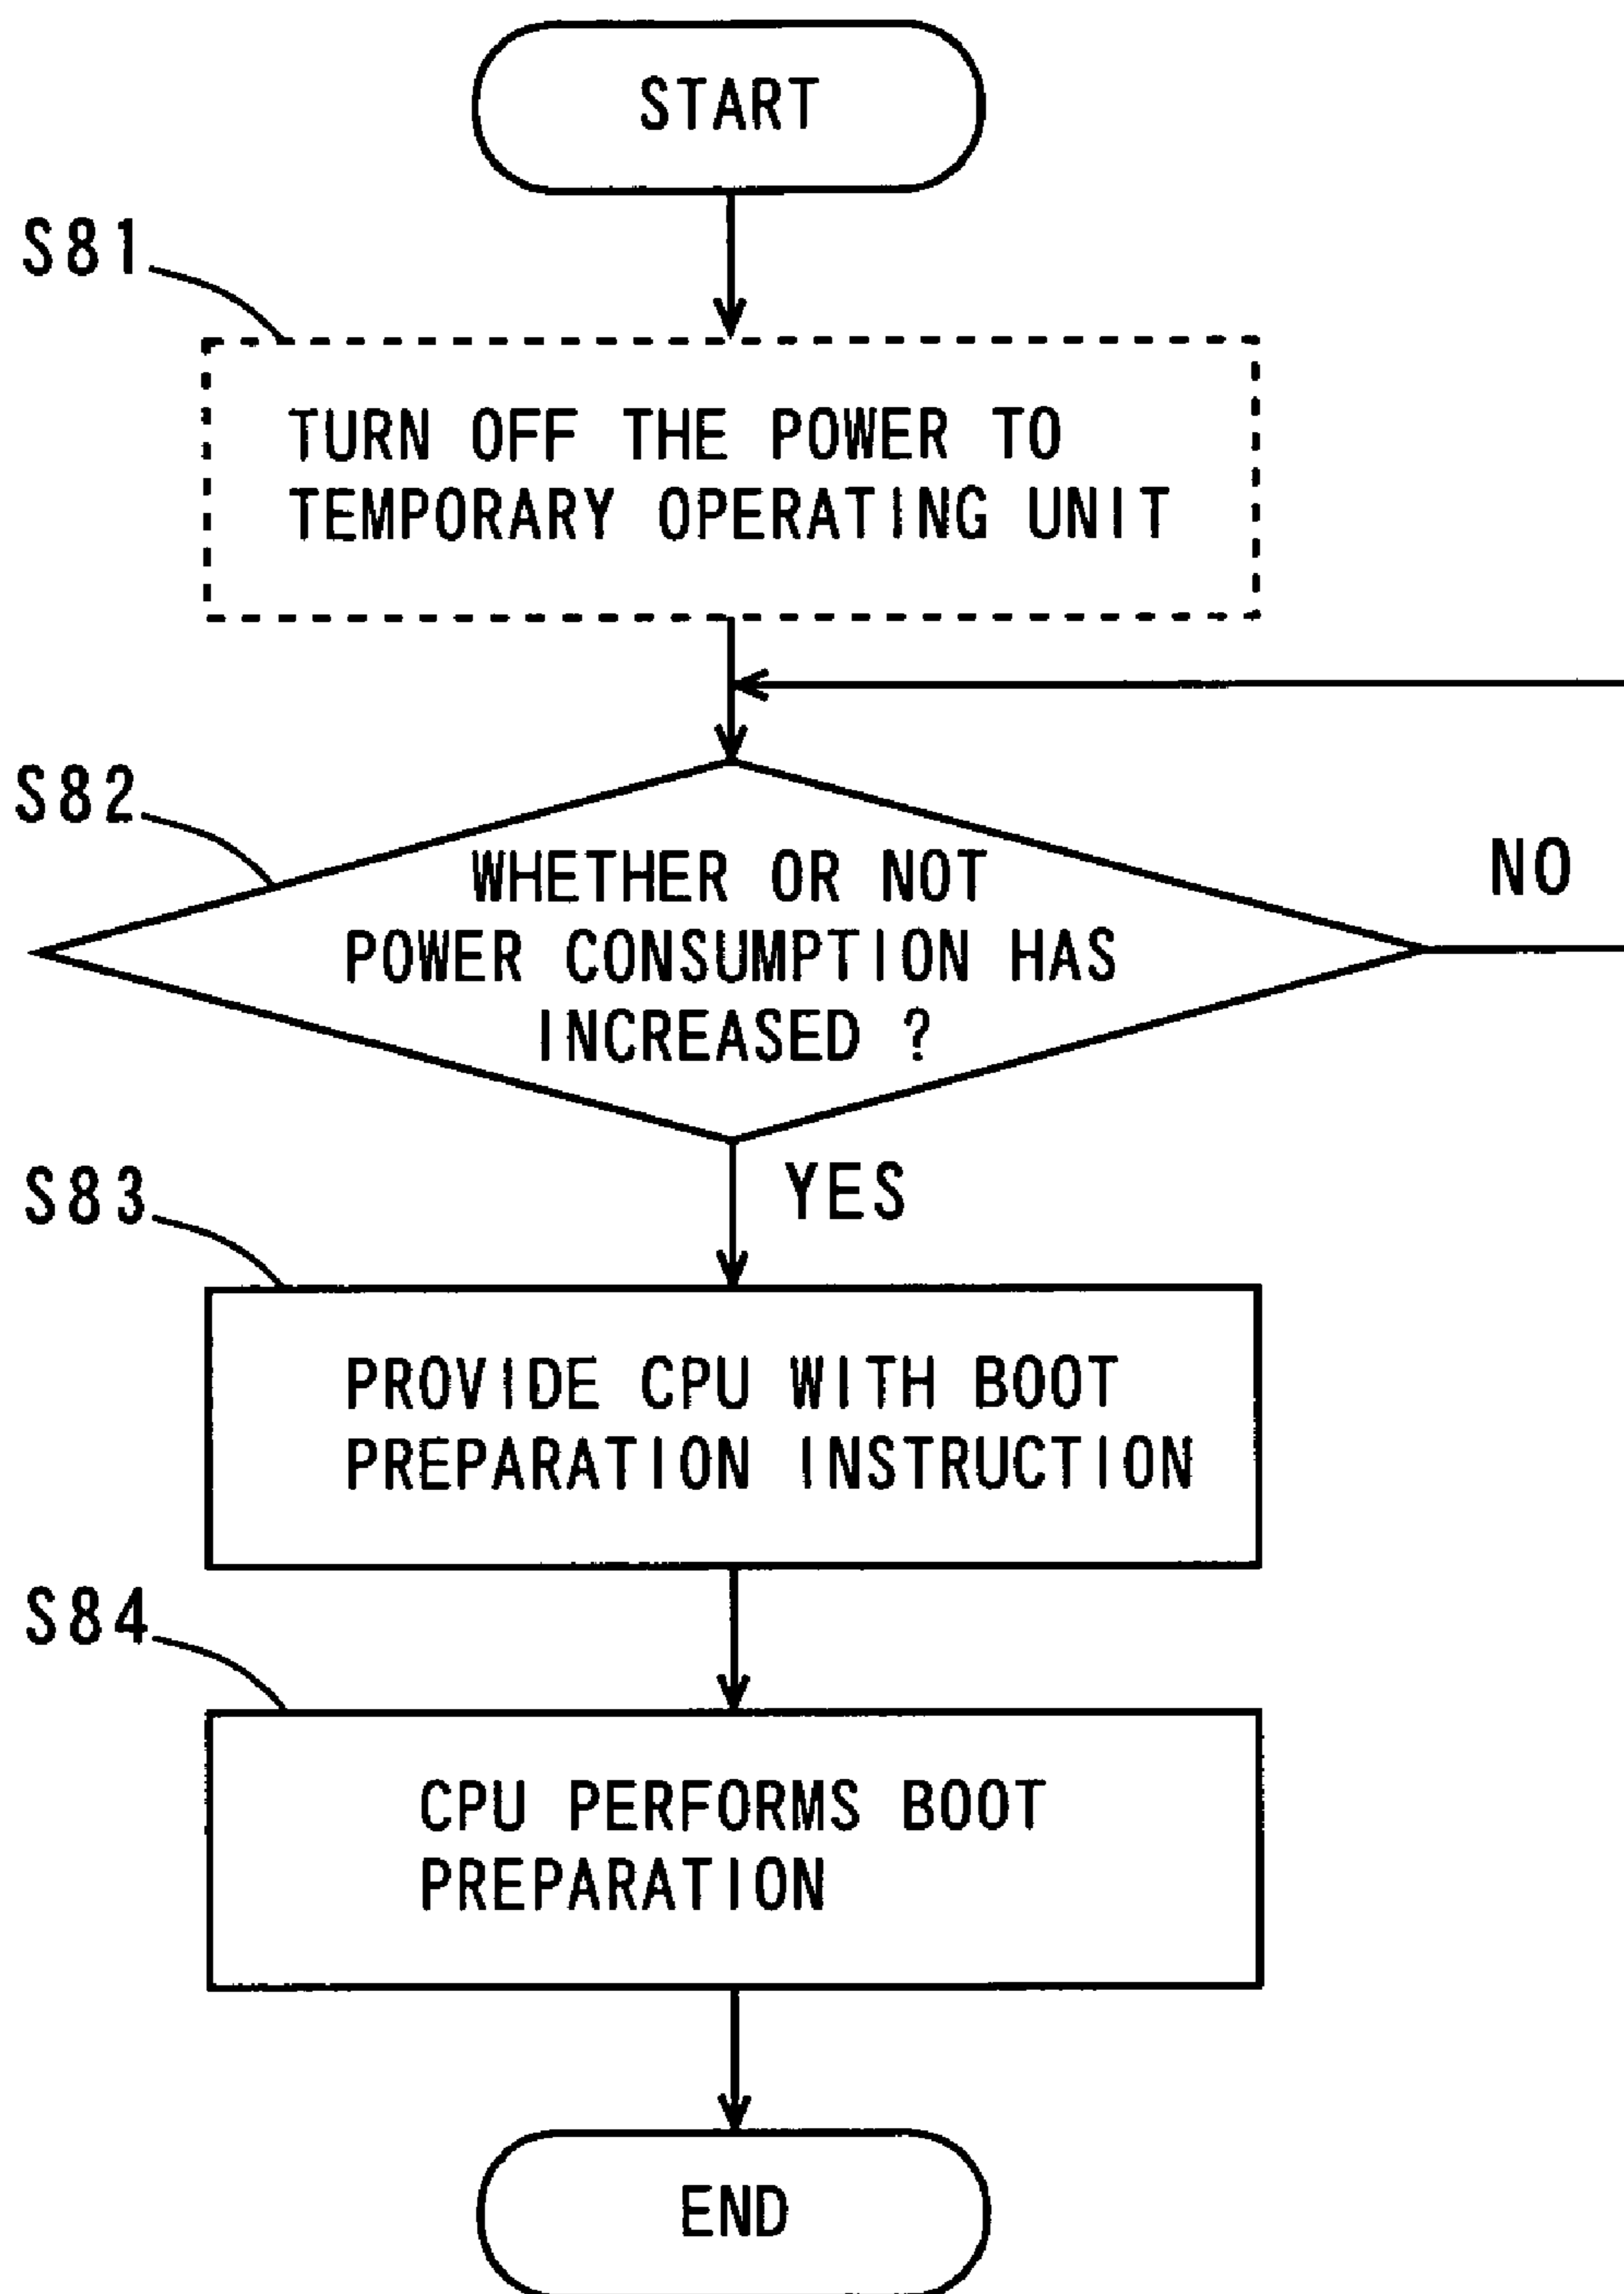 START
S81
TURN OFF THE POWER TO
TEMPORARY OPERATING UNIT
S82
WHETHER OR NOT
POWER CONSUMPTION HAS
INCREASED ?
NO
YES
S83
PROVIDE CPU WITH BOOT
PREPARATION INSTRUCTION
S84
CPU PERFORMS BOOT
PREPARATION
END